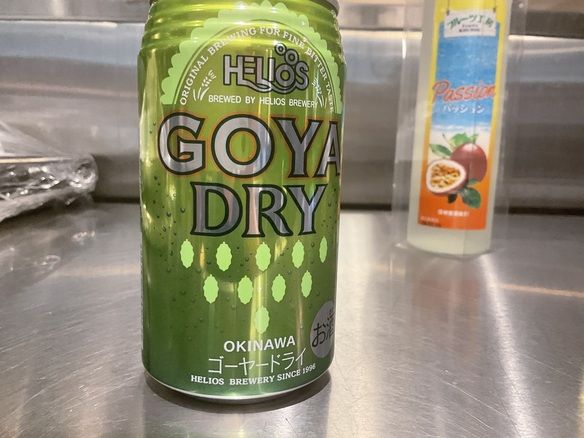 ORIGINAL BREWING FOR FINE BITTER TASTE
HELIOS
BREWED BY HELIOS BREWERY
GOYA
DRY
OKINAWA
ゴーヤードライ
HELIOS BREWERY SINCE 1996
お酒
フルーツ工房
Passion
パッション